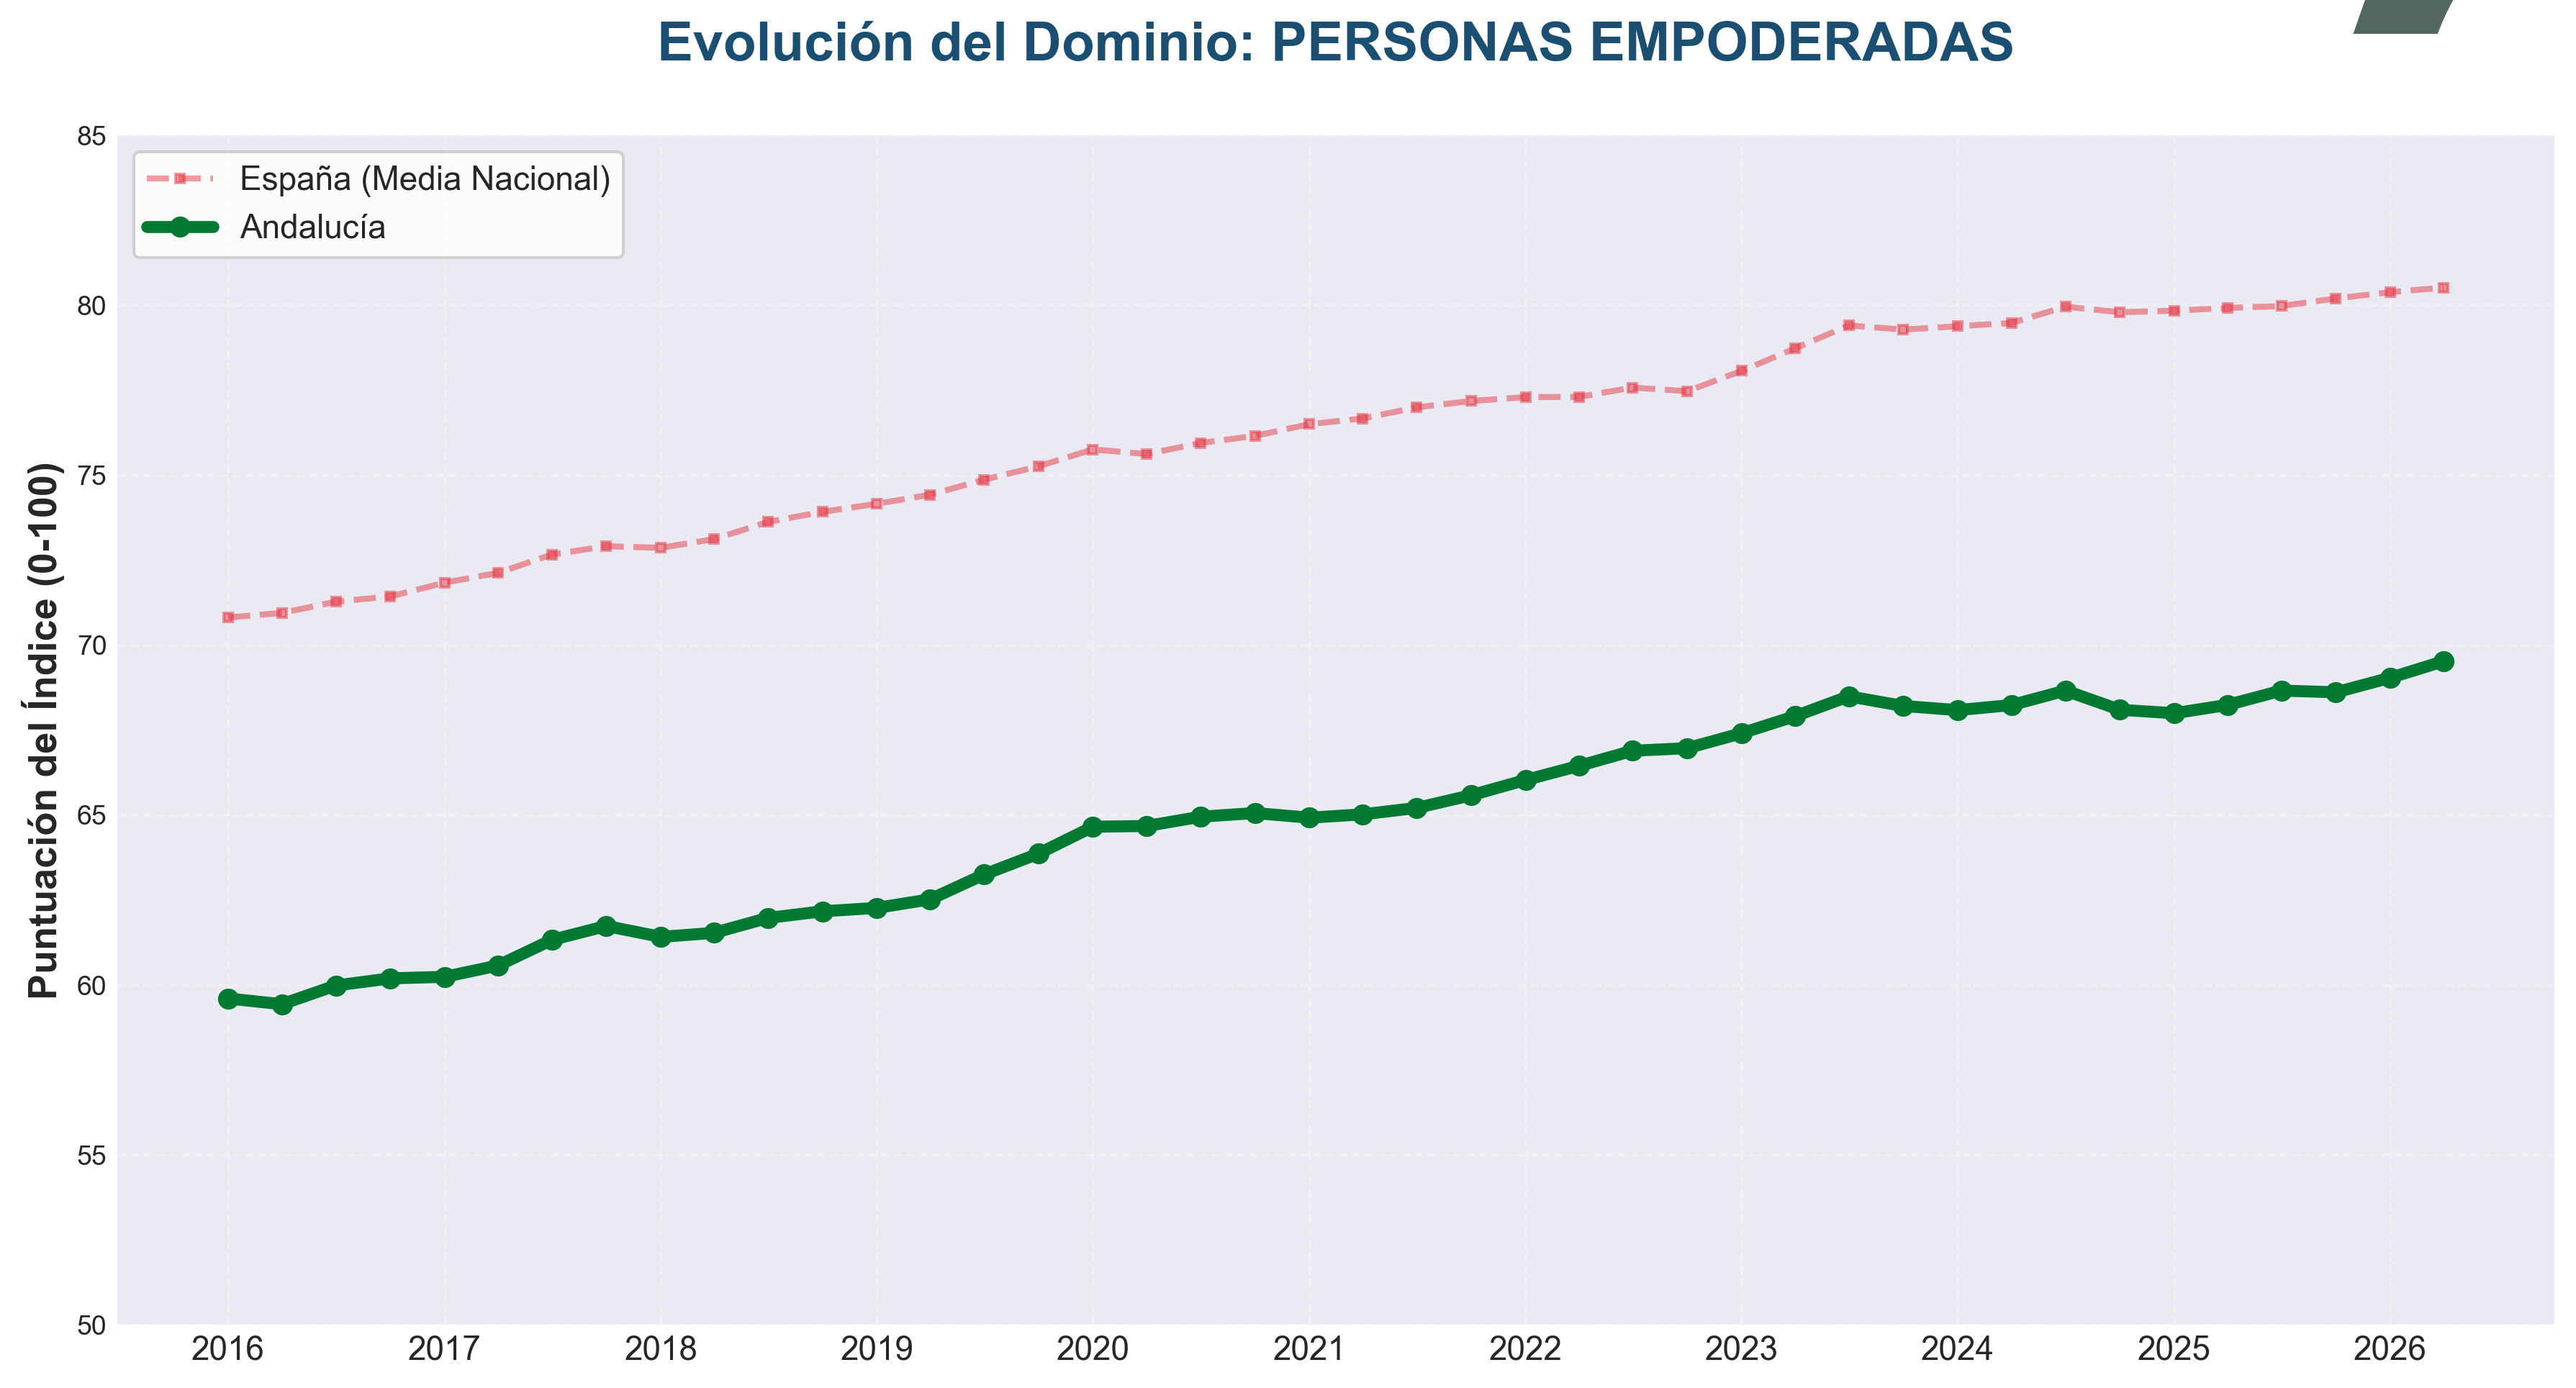 Evolución del Dominio: PERSONAS EMPODERADAS
España (Media Nacional)
Andalucía
Puntuación del Índice (0-100)
85
80
75
70
65
60
55
50
2016 2017 2018 2019 2020 2021 2022 2023 2024 2025 2026